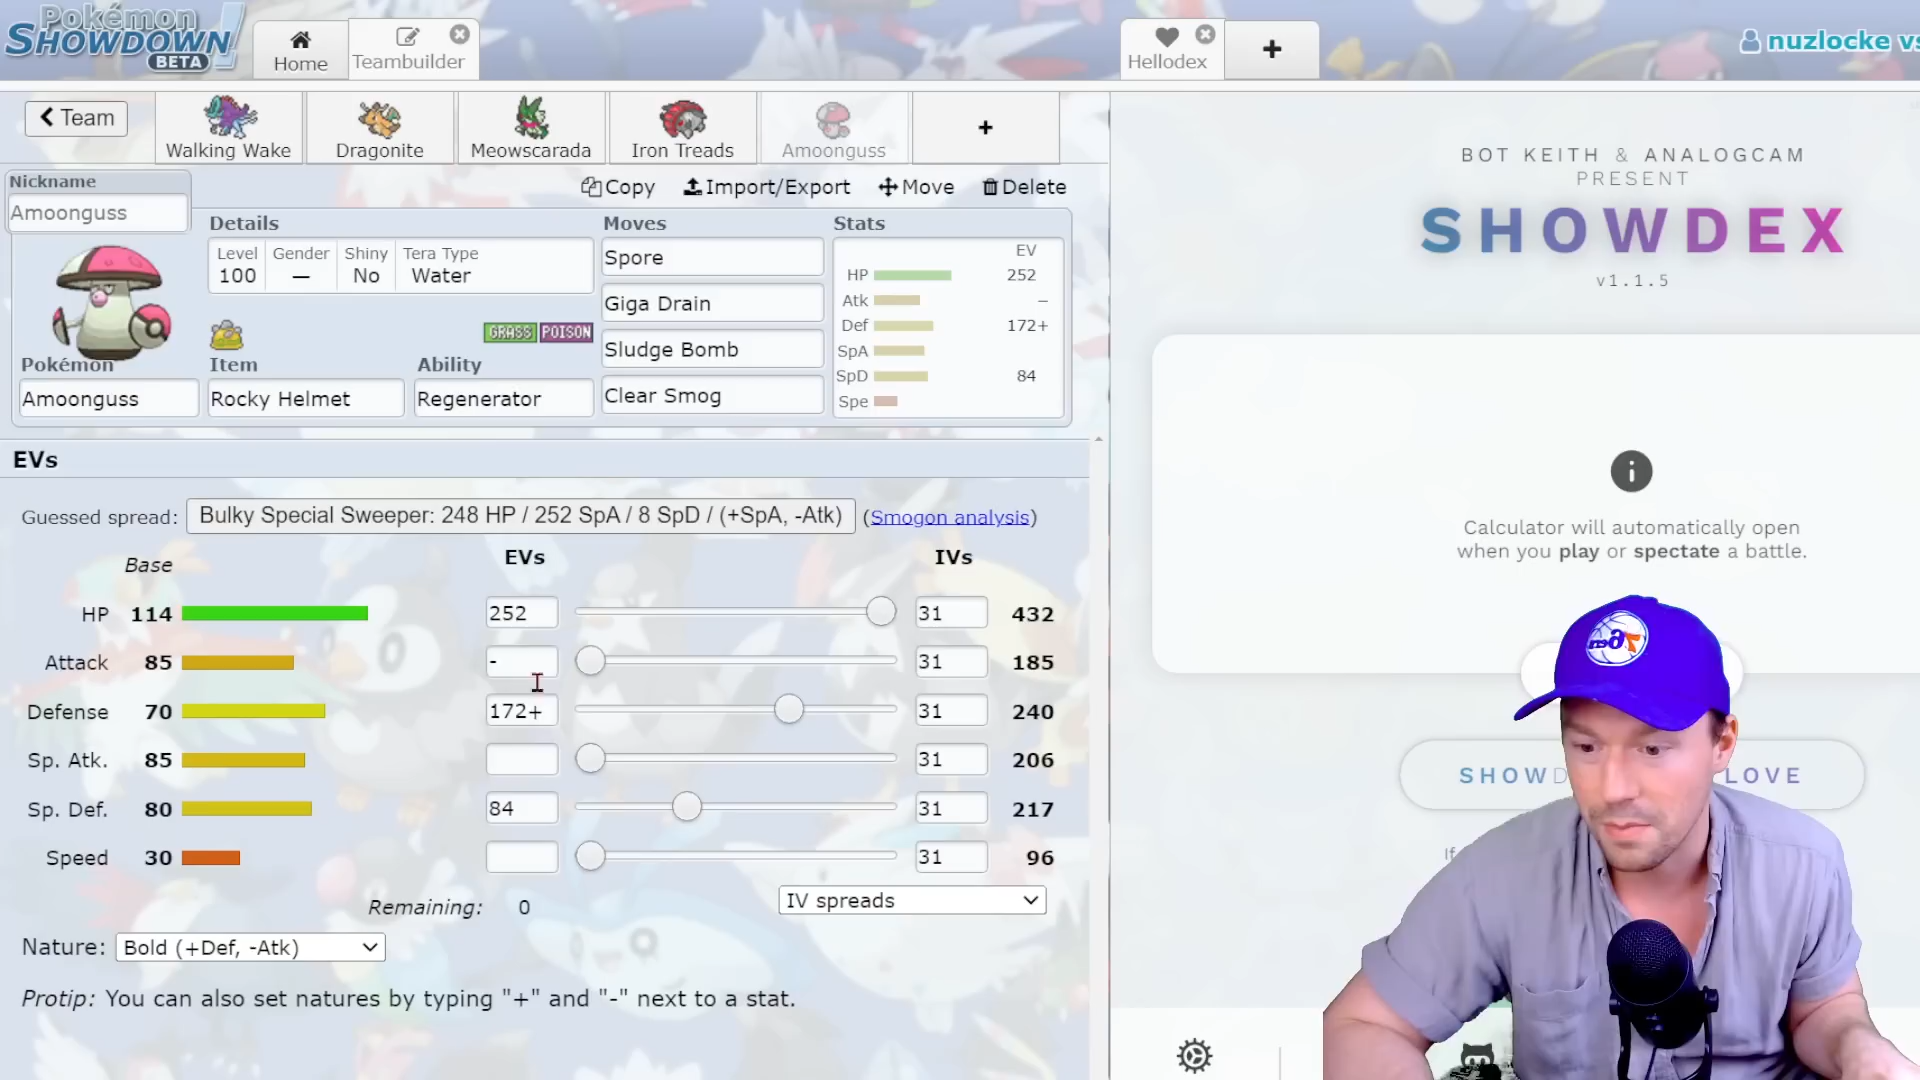 Pokémon
SHOWDOWN!
BETA
Home
Teambuilder
Hellodex
+
nuzlocke vs
Team
Walking Wake
Dragonite
Meowscarada
Iron Treads
Amoonguss
+
Nickname
Amoonguss
Copy
Import/Export
Move
Delete
Details
Level
100
Gender
—
Shiny
No
Tera Type
Water
GRASS
POISON
Pokémon
Amoonguss
Item
Rocky Helmet
Ability
Regenerator
Moves
Spore
Giga Drain
Sludge Bomb
Clear Smog
Stats
EV
HP 252
Atk –
Def 172+
SpA
SpD 84
Spe
EVs
Guessed spread: Bulky Special Sweeper: 248 HP / 252 SpA / 8 SpD / (+SpA, -Atk) (Smogon analysis)
Base EVs IVs
HP 114 252 31 432
Attack 85 - 31 185
Defense 70 172+ 31 240
Sp. Atk. 85 31 206
Sp. Def. 80 84 31 217
Speed 30 31 96
Remaining: 0
IV spreads
Nature: Bold (+Def, -Atk)
Protip: You can also set natures by typing "+" and "-" next to a stat.
BOT KEITH & ANALOGCAM
PRESENT
SHOWDEX
v1.1.5
Calculator will automatically open
when you play or spectate a battle.
SHOWD
LOVE
If